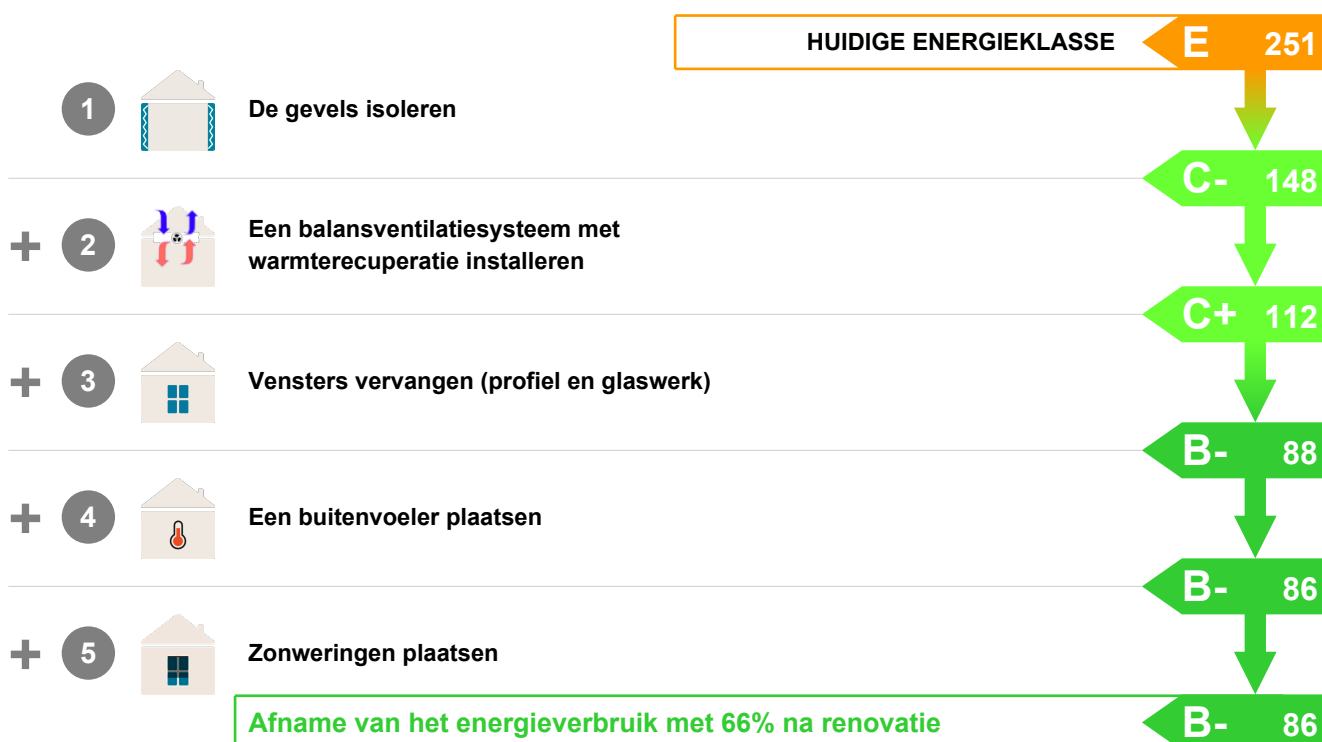 HUIDIGE ENERGIEKLASSE E 251
1 De gevels isoleren
C- 148
+ 2 Een balansventilatiesysteem met
warmterecuperatie installeren
C+ 112
+ 3 Vensters vervangen (profiel en glaswerk)
B- 88
+ 4 Een buitenvoeler plaatsen
B- 86
+ 5 Zonweringen plaatsen
Afname van het energieverbruik met 66% na renovatie B- 86